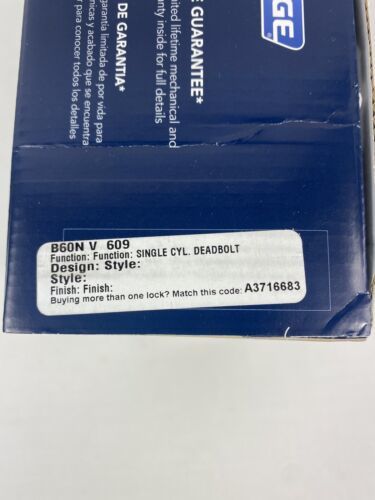 GE
E GUARANTEE*
ited lifetime mechanical and
anty inside for full details
DE GARANTIA*
garantía limitada de por vida para
nicas y acabado que se encuentra
r para conocer todos los detalles
B60N V 609
Function: Function: SINGLE CYL. DEADBOLT
Design: Style:
Style:
Finish: Finish:
Buying more than one lock? Match this code: A3716683